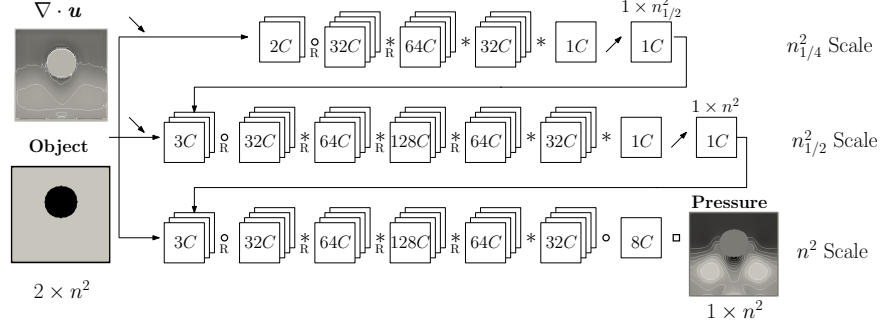 ∇ · u
1 × n²₁/₂
2C ∘ R 32C * R 64C * 32C * 1C ↗ 1C
n²₁/₄ Scale
1 × n²
Object
3C ∘ R 32C * R 64C * R 128C * R 64C * 32C * 1C ↗ 1C
n²₁/₂ Scale
Pressure
3C ∘ R 32C * R 64C * R 128C * R 64C * 32C ∘ 8C □
n² Scale
2 × n²
1 × n²